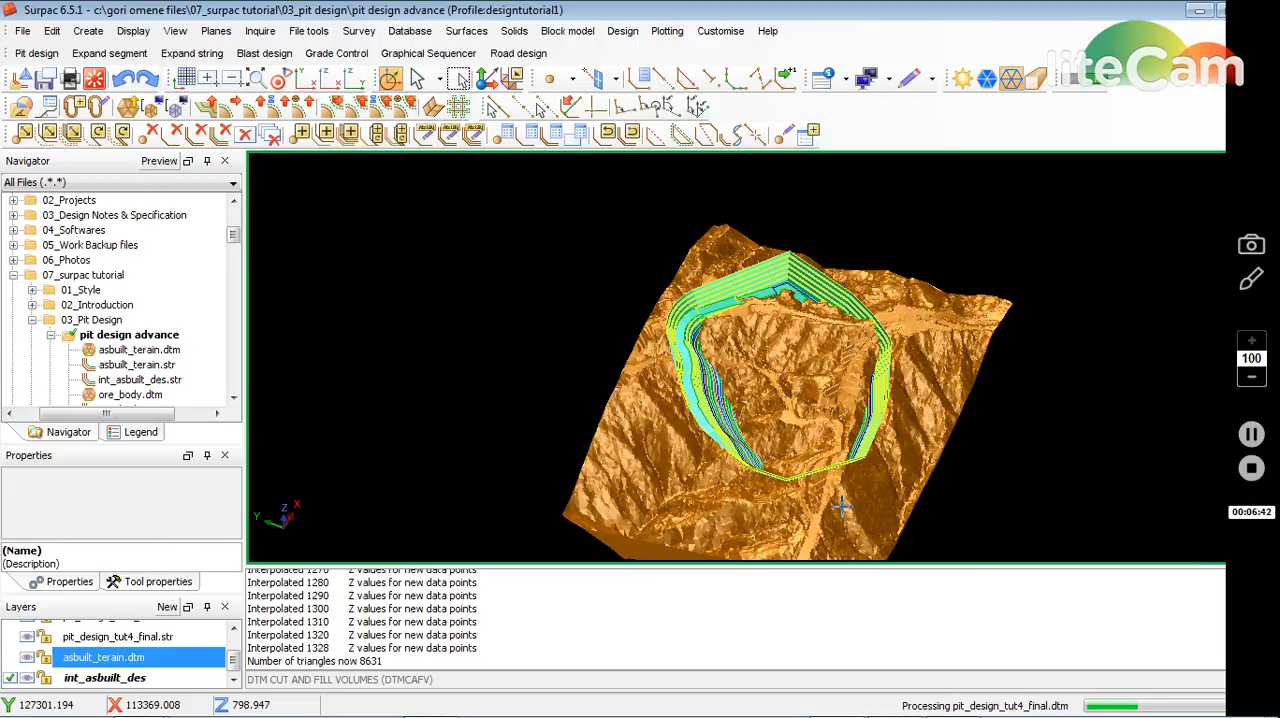 Surpac 6.5.1 - c:\gori omene files\07_surpac tutorial\03_pit design\pit design advance (Profile:designtutorial1)
File Edit Create Display View Planes Inquire File tools Survey Database Surfaces Solids Block model Design Plotting Customise Help
liteCam
Pit design Expand segment Expand string Blast design Grade Control Graphical Sequencer Road design
Navigator Preview
All Files (*.*)
02_Projects
03_Design Notes & Specification
04_Softwares
05_Work Backup files
06_Photos
07_surpac tutorial
01_Style
02_Introduction
03_Pit Design
pit design advance
asbuilt_terain.dtm
asbuilt_terain.str
int_asbuilt_des.str
ore_body.dtm
100
Navigator Legend
Properties
00:06:42
Z X Y
(Name)
(Description)
Properties Tool properties
Layers New
pit_design_tut4_final.str
asbuilt_terain.dtm
int_asbuilt_des
Interpolated 1270 Z values for new data points
Interpolated 1280 Z values for new data points
Interpolated 1290 Z values for new data points
Interpolated 1300 Z values for new data points
Interpolated 1310 Z values for new data points
Interpolated 1320 Z values for new data points
Interpolated 1328 Z values for new data points
Number of triangles now 8631
DTM CUT AND FILL VOLUMES (DTMCAFV)
Y 127301.194 X 113369.008 Z 798.947 Processing pit_design_tut4_final.dtm